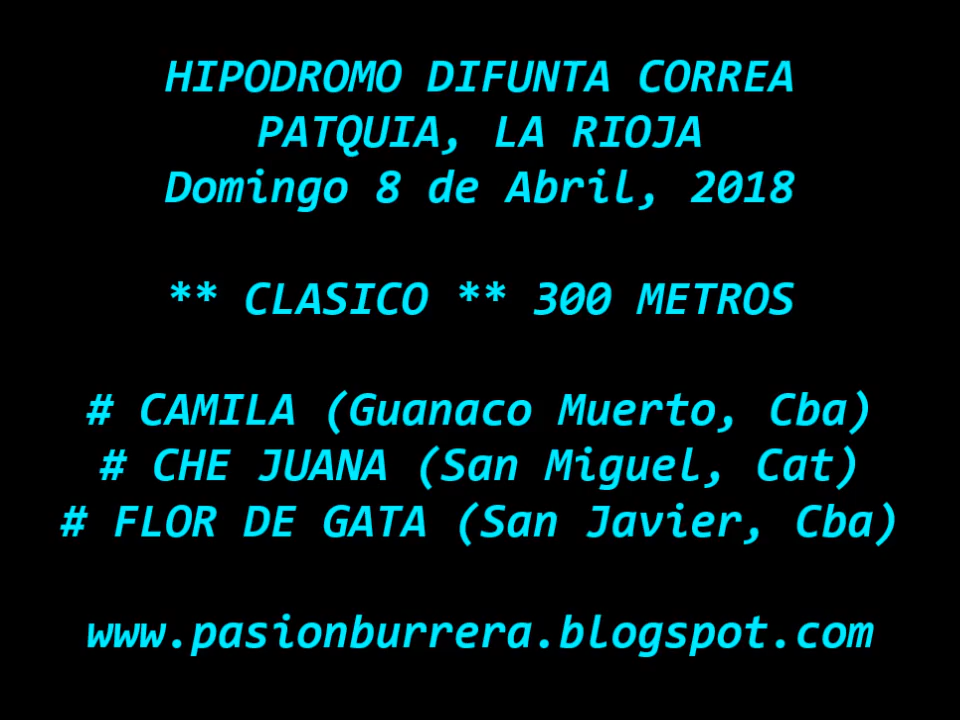 HIPODROMO DIFUNTA CORREA
PATQUIA, LA RIOJA
Domingo 8 de Abril, 2018
** CLASICO ** 300 METROS
# CAMILA (Guanaco Muerto, Cba)
# CHE JUANA (San Miguel, Cat)
# FLOR DE GATA (San Javier, Cba)
www.pasionburrera.blogspot.com